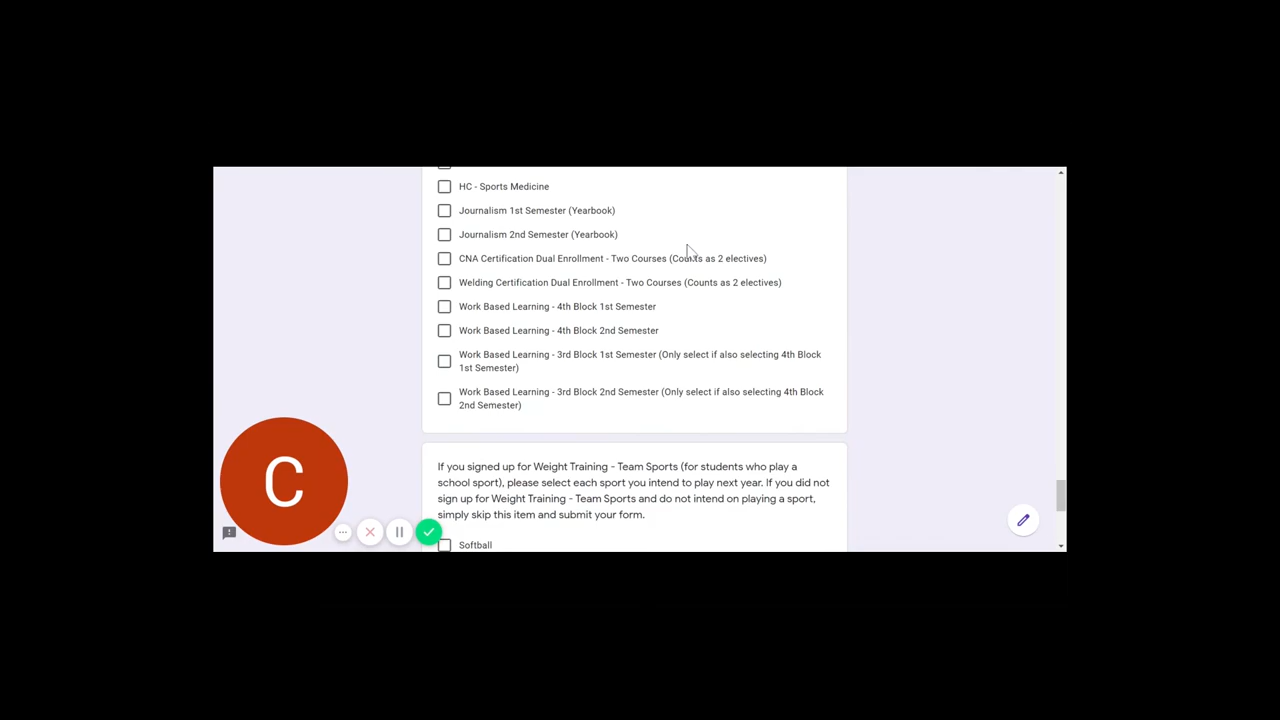 HC - Sports Medicine
Journalism 1st Semester (Yearbook)
Journalism 2nd Semester (Yearbook)
CNA Certification Dual Enrollment - Two Courses (Counts as 2 electives)
Welding Certification Dual Enrollment - Two Courses (Counts as 2 electives)
Work Based Learning - 4th Block 1st Semester
Work Based Learning - 4th Block 2nd Semester
Work Based Learning - 3rd Block 1st Semester (Only select if also selecting 4th Block
1st Semester)
Work Based Learning - 3rd Block 2nd Semester (Only select if also selecting 4th Block
2nd Semester)
If you signed up for Weight Training - Team Sports (for students who play a
school sport), please select each sport you intend to play next year. If you did not
sign up for Weight Training - Team Sports and do not intend on playing a sport,
simply skip this item and submit your form.
Softball
C